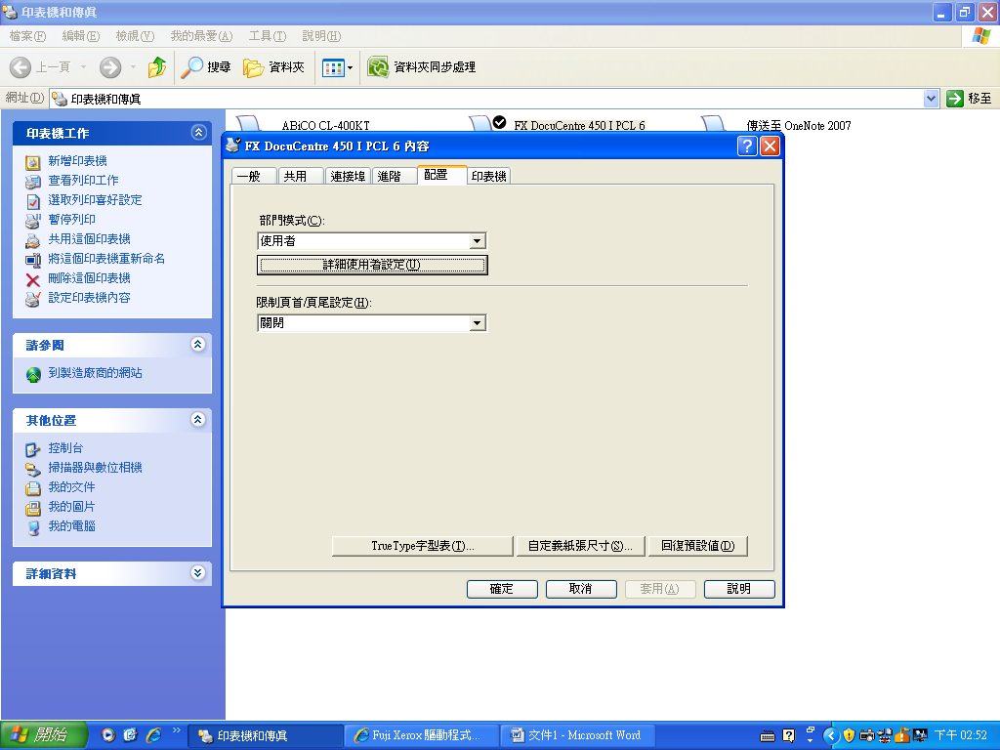 印表機和傳真
檔案(F) 編輯(E) 檢視(V) 我的最愛(A) 工具(T) 說明(H)
上一頁 搜尋 資料夾 資料夾同步處理
網址(D) 印表機和傳真 移至
印表機工作
新增印表機
查看列印工作
選取列印喜好設定
暫停列印
共用這個印表機
將這個印表機重新命名
刪除這個印表機
設定印表機內容
請參閱
到製造廠商的網站
其他位置
控制台
掃描器與數位相機
我的文件
我的圖片
我的電腦
詳細資料
ABiCO CL-400KT FX DocuCentre 450 I PCL 6 傳送至 OneNote 2007
FX DocuCentre 450 I PCL 6 內容
一般 共用 連接埠 進階 配置 印表機
部門模式(C):
使用者
詳細使用者設定(U)
限制頁首/頁尾設定(H):
關閉
TrueType字型表(T)... 自定義紙張尺寸(S)... 回復預設值(D)
確定 取消 套用(A) 說明
開始 印表機和傳真 Fuji Xerox 驅動程式... 文件1 - Microsoft Word 下午 02:52